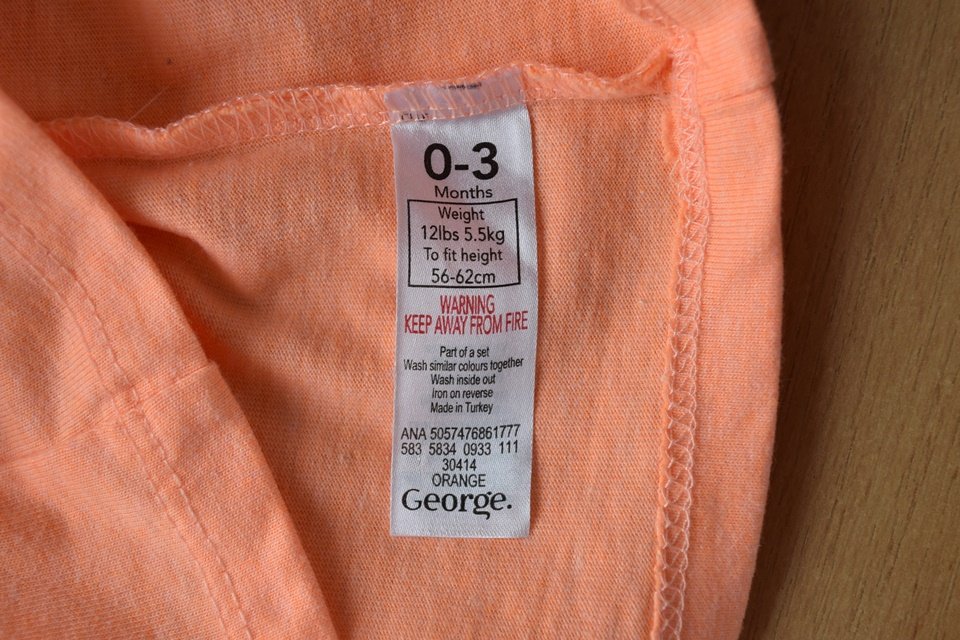 0-3
Months
Weight
12lbs 5.5kg
To fit height
56-62cm
WARNING
KEEP AWAY FROM FIRE
Part of a set
Wash similar colours together
Wash inside out
Iron on reverse
Made in Turkey
ANA 5057476861777
583 5834 0933 111
30414
ORANGE
George.